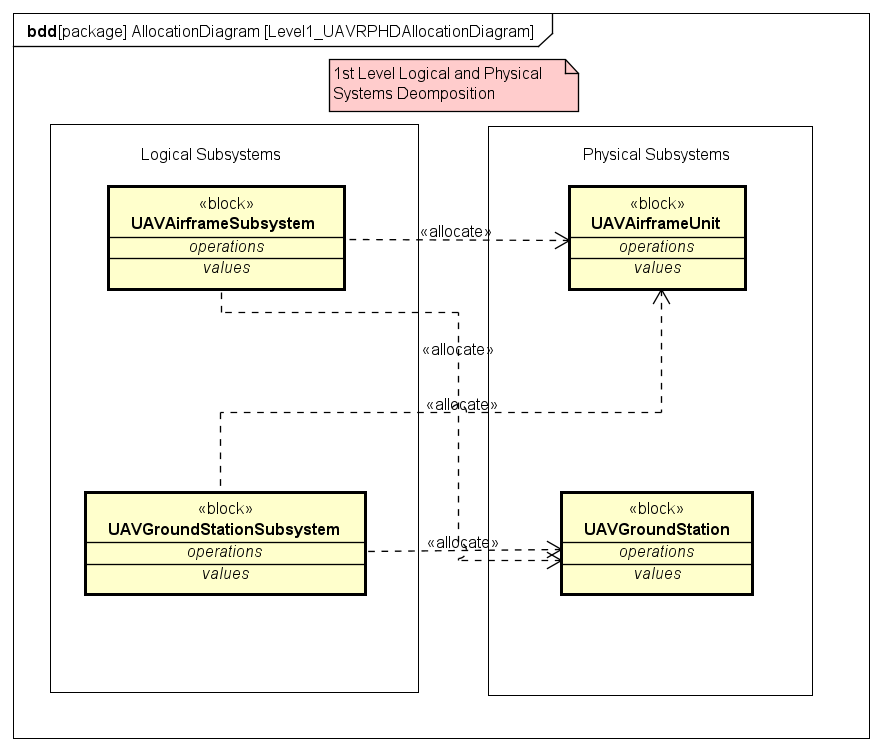 bdd[package] AllocationDiagram [Level1_UAVRPHDAllocationDiagram]
1st Level Logical and Physical
Systems Deomposition
Logical Subsystems
Physical Subsystems
«block»
UAVAirframeSubsystem
operations
values
«allocate»
«block»
UAVAirframeUnit
operations
values
«allocate»
«allocate»
«block»
UAVGroundStationSubsystem
operations
values
«allocate»
«block»
UAVGroundStation
operations
values